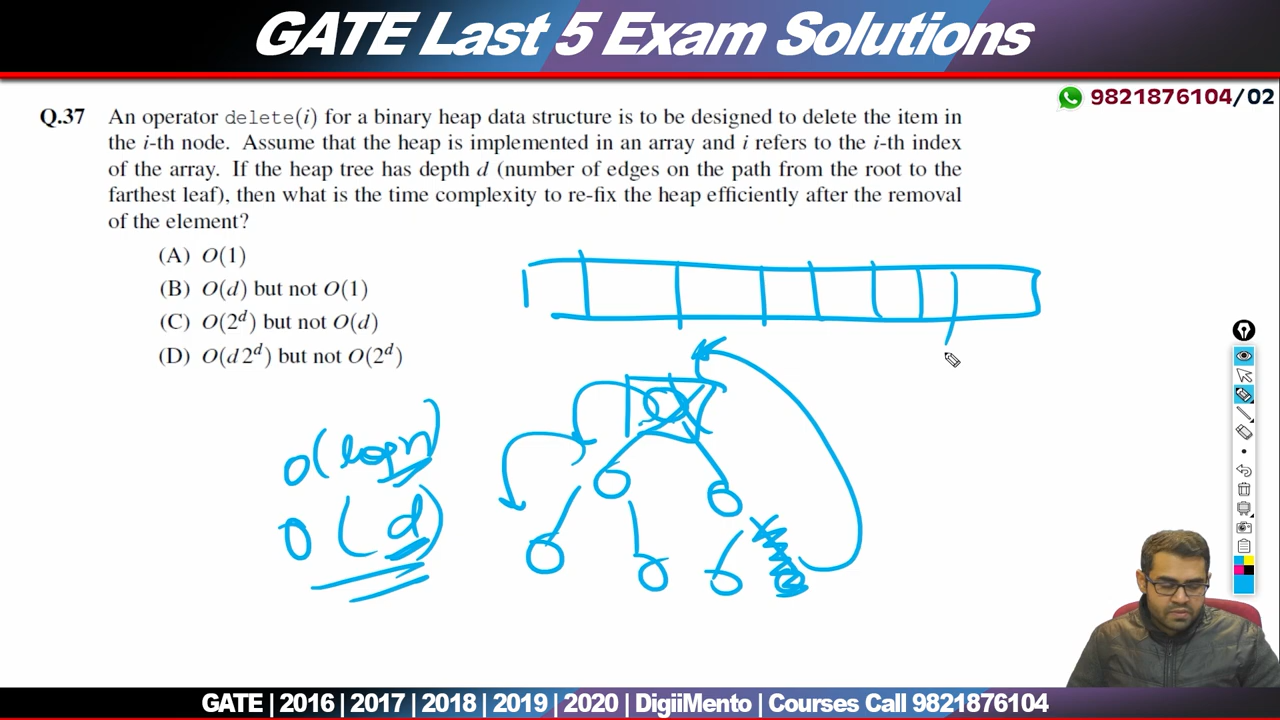 GATE Last 5 Exam Solutions
9821876104/02
Q.37 An operator delete(i) for a binary heap data structure is to be designed to delete the item in
the i-th node. Assume that the heap is implemented in an array and i refers to the i-th index
of the array. If the heap tree has depth d (number of edges on the path from the root to the
farthest leaf), then what is the time complexity to re-fix the heap efficiently after the removal
of the element?
(A) O(1)
(B) O(d) but not O(1)
(C) O(2^d) but not O(d)
(D) O(d 2^d) but not O(2^d)
O(logn)
O(d)
GATE | 2016 | 2017 | 2018 | 2019 | 2020 | DigiiMento | Courses Call 9821876104